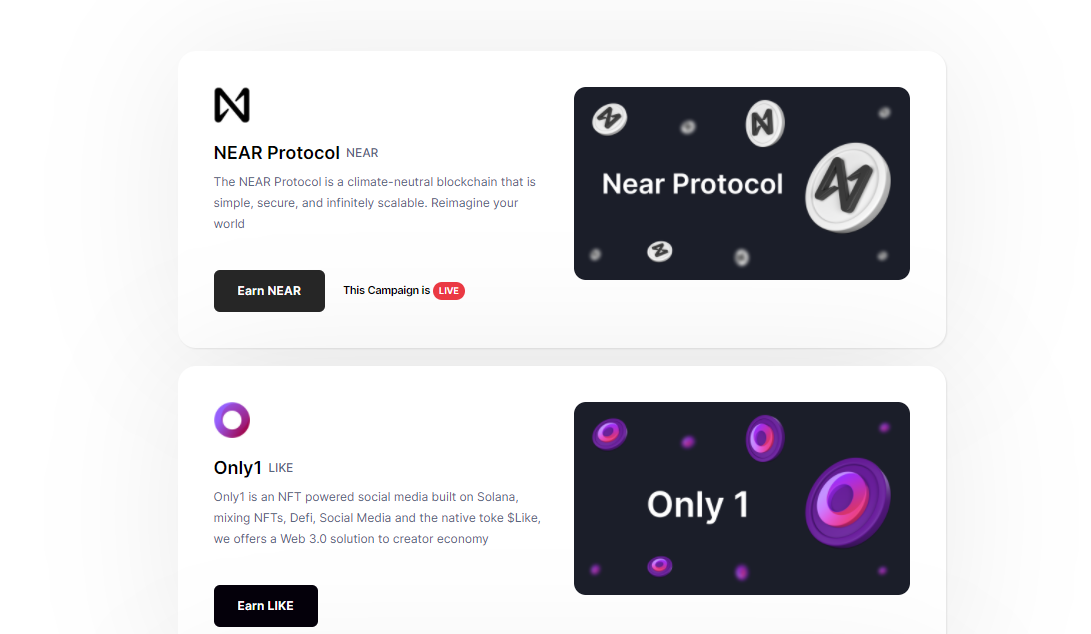 NEAR Protocol NEAR
The NEAR Protocol is a climate-neutral blockchain that is
simple, secure, and infinitely scalable. Reimagine your
world
Earn NEAR
This Campaign is LIVE
Near Protocol
Only1 LIKE
Only1 is an NFT powered social media built on Solana,
mixing NFTs, Defi, Social Media and the native toke $Like,
we offers a Web 3.0 solution to creator economy
Earn LIKE
Only 1